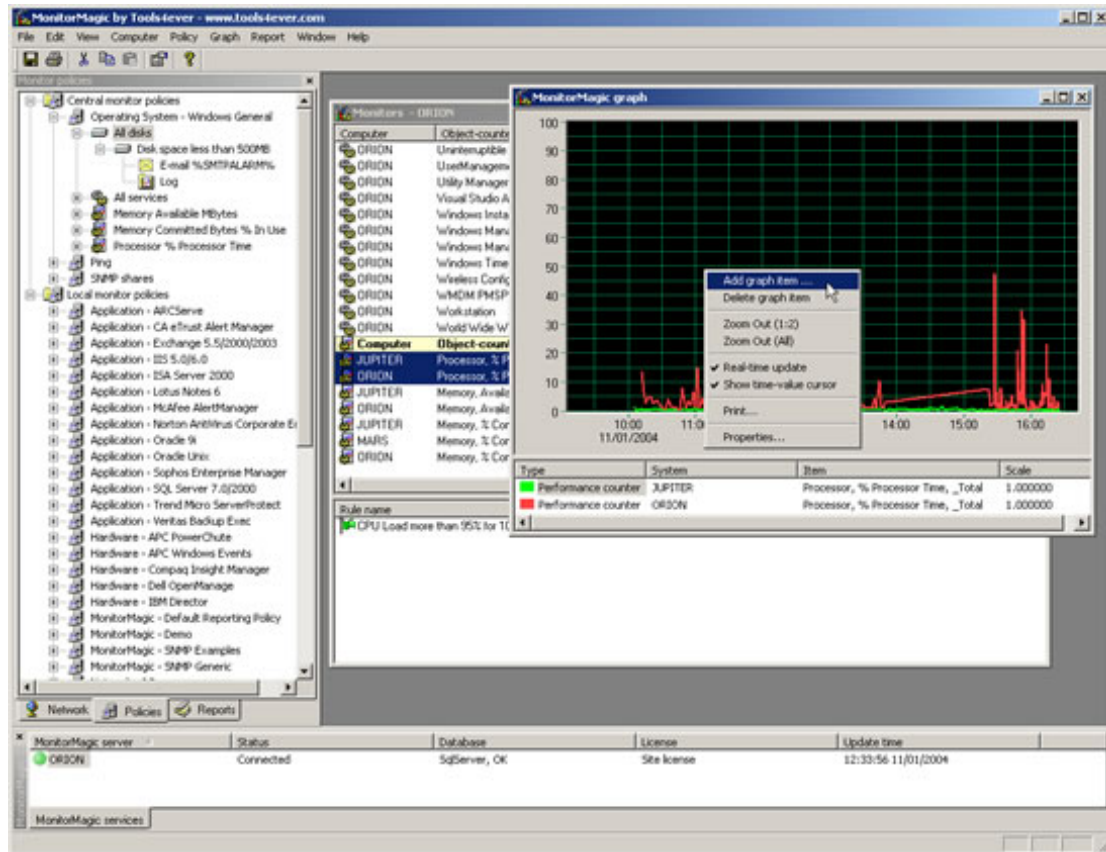 MonitorMagic by Tools4ever - www.tools4ever.com
File Edit View Computer Policy Graph Report Window Help
Monitor policies
Central monitor policies
Operating System - Windows General
All disks
Disk space less than 500MB
E-mail %SMTPALARM%
Log
All services
Memory Available MBytes
Memory Committed Bytes % In Use
Processor % Processor Time
Ping
SNMP shares
Local monitor policies
Application - ARCServe
Application - CA eTrust Alert Manager
Application - Exchange 5.5/2000/2003
Application - IIS 5.0/6.0
Application - ISA Server 2000
Application - Lotus Notes 6
Application - McAfee AlertManager
Application - Norton AntiVirus Corporate E
Application - Oracle 9i
Application - Oracle Unix
Application - Sophos Enterprise Manager
Application - SQL Server 7.0/2000
Application - Trend Micro ServerProtect
Application - Veritas Backup Exec
Hardware - APC PowerChute
Hardware - APC Windows Events
Hardware - Compaq Insight Manager
Hardware - Dell OpenManage
Hardware - IBM Director
MonitorMagic - Default Reporting Policy
MonitorMagic - Demo
MonitorMagic - SNMP Examples
MonitorMagic - SNMP Generic
Network Policies Reports
Monitors - ORION
Computer Object-counte
ORION Uninterruptible
ORION UserManagem
ORION Utility Manager
ORION Visual Studio A
ORION Windows Insta
ORION Windows Mana
ORION Windows Mana
ORION Windows Time
ORION Wireless Config
ORION WMDM PMSP
ORION Workstation
ORION World Wide W
Computer Object-coun
JUPITER Processor, % P
ORION Processor, % P
JUPITER Memory, Availa
ORION Memory, Availa
JUPITER Memory, % Cor
MARS Memory, % Cor
ORION Memory, % Cor
Rule name
CPU Load more than 95% for 10
MonitorMagic graph
100
90
80
70
60
50
40
30
20
10
0
10:00 11:0 14:00 15:00 16:00
11/01/2004
Add graph item ....
Delete graph item
Zoom Out (1:2)
Zoom Out (All)
Real-time update
Show time-value cursor
Print...
Properties...
Type System Item Scale
Performance counter JUPITER Processor, % Processor Time, _Total 1.000000
Performance counter ORION Processor, % Processor Time, _Total 1.000000
MonitorMagic server Status Database License Update time
ORION Connected SqlServer, OK Site license 12:33:56 11/01/2004
MonitorMagic services